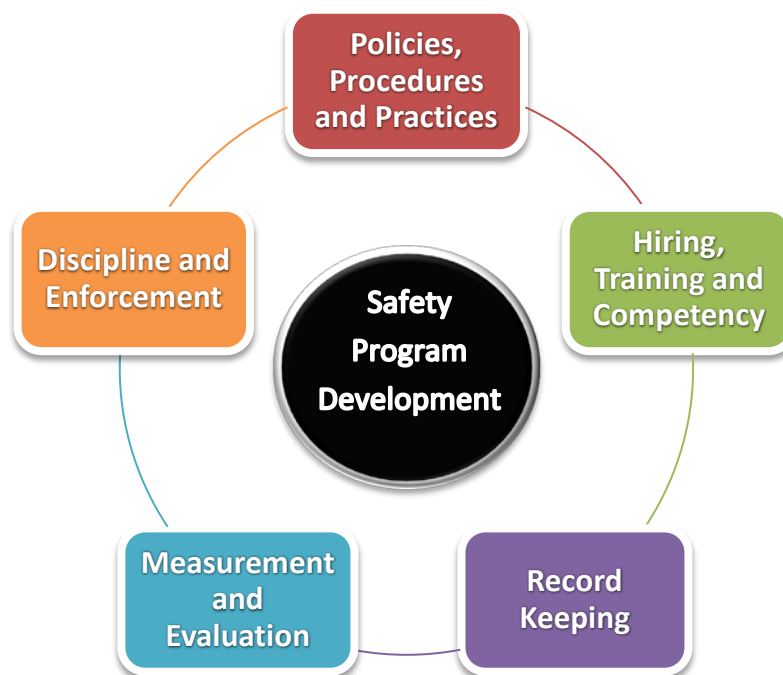 Policies,
Procedures
and Practices
Hiring,
Training and
Competency
Record
Keeping
Measurement
and
Evaluation
Discipline and
Enforcement
Safety
Program
Development